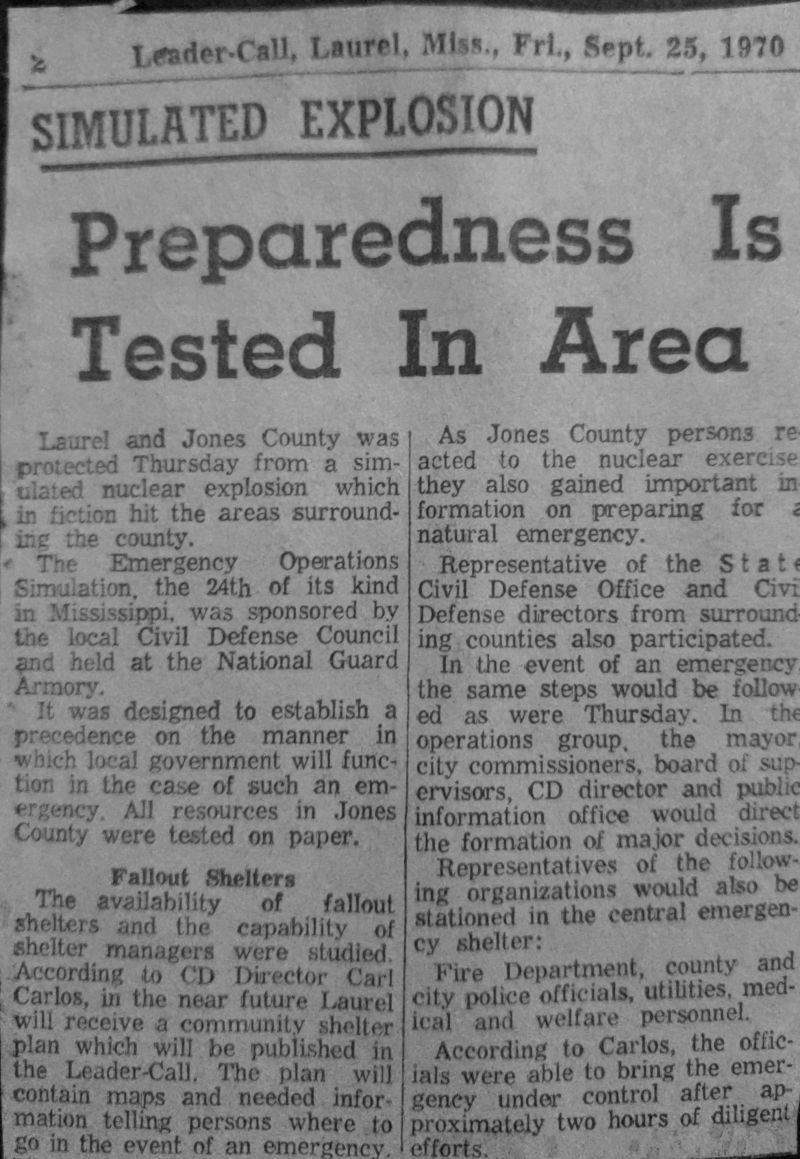 2 Leader-Call, Laurel, Miss., Fri., Sept. 25, 1970
SIMULATED EXPLOSION
Preparedness Is
Tested In Area
Laurel and Jones County was
protected Thursday from a sim-
ulated nuclear explosion which
in fiction hit the areas surround-
ing the county.
The Emergency Operations
Simulation, the 24th of its kind
in Mississippi, was sponsored by
the local Civil Defense Council
and held at the National Guard
Armory.
It was designed to establish a
precedence on the manner in
which local government will func-
tion in the case of such an em-
ergency. All resources in Jones
County were tested on paper.
Fallout Shelters
The availability of fallout
shelters and the capability of
shelter managers were studied.
According to CD Director Carl
Carlos, in the near future Laurel
will receive a community shelter
plan which will be published in
the Leader-Call. The plan will
contain maps and needed infor-
mation telling persons where to
go in the event of an emergency.
As Jones County persons re-
acted to the nuclear exercise
they also gained important in-
formation on preparing for a
natural emergency.
Representative of the State
Civil Defense Office and Civi
Defense directors from surround-
ing counties also participated.
In the event of an emergency
the same steps would be follow-
ed as were Thursday. In the
operations group, the mayor,
city commissioners, board of sup-
ervisors, CD director and public
information office would direct
the formation of major decisions.
Representatives of the follow-
ing organizations would also be
stationed in the central emergen-
cy shelter:
Fire Department, county and
city police officials, utilities, med-
ical and welfare personnel.
According to Carlos, the offic-
ials were able to bring the emer-
gency under control after ap-
proximately two hours of diligent
efforts.